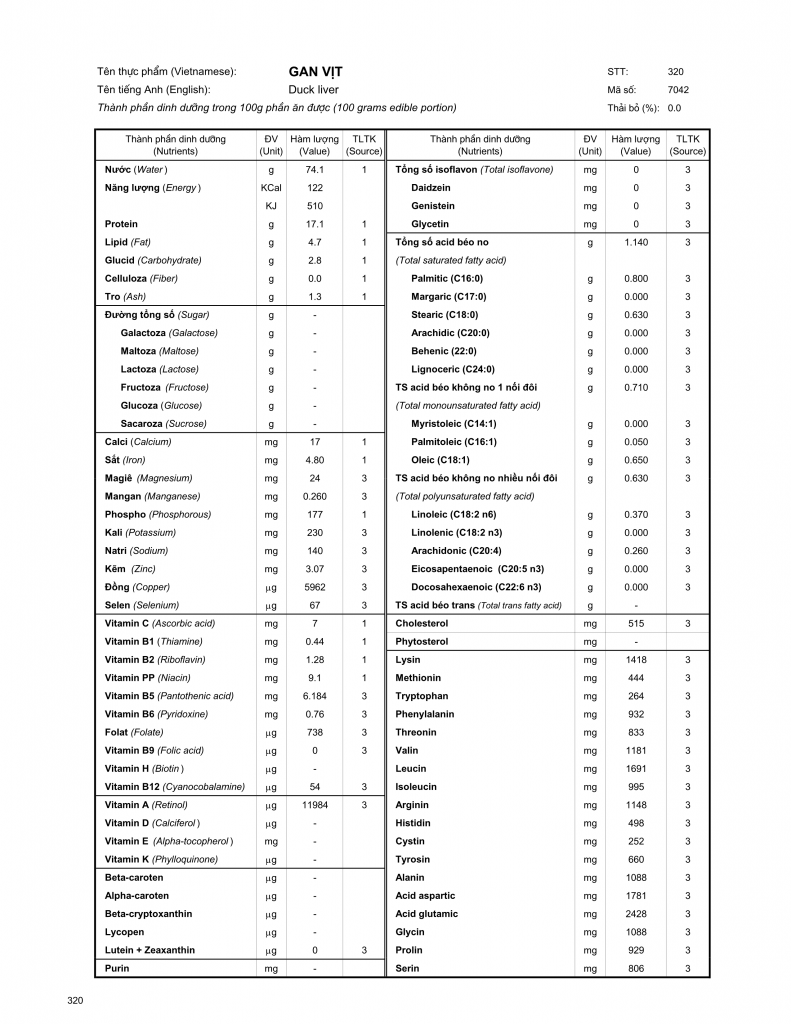 Tên thực phẩm (Vietnamese): GAN VỊT STT: 320
Tên tiếng Anh (English): Duck liver Mã số: 7042
Thành phần dinh dưỡng trong 100g phần ăn được (100 grams edible portion) Thải bỏ (%): 0.0
Thành phần dinh dưỡng ĐV Hàm lượng TLTK Thành phần dinh dưỡng ĐV Hàm lượng TLTK
(Nutrients) (Unit) (Value) (Source) (Nutrients) (Unit) (Value) (Source)
Nước (Water) g 74.1 1 Tổng số isoflavon (Total isoflavone) mg 0 3
Năng lượng (Energy) KCal 122 Daidzein mg 0 3
KJ 510 Genistein mg 0 3
Protein g 17.1 1 Glycetin mg 0 3
Lipid (Fat) g 4.7 1 Tổng số acid béo no g 1.140 3
Glucid (Carbohydrate) g 2.8 1 (Total saturated fatty acid)
Celluloza (Fiber) g 0.0 1 Palmitic (C16:0) g 0.800 3
Tro (Ash) g 1.3 1 Margaric (C17:0) g 0.000 3
Đường tổng số (Sugar) g - Stearic (C18:0) g 0.630 3
Galactoza (Galactose) g - Arachidic (C20:0) g 0.000 3
Maltoza (Maltose) g - Behenic (22:0) g 0.000 3
Lactoza (Lactose) g - Lignoceric (C24:0) g 0.000 3
Fructoza (Fructose) g - TS acid béo không no 1 nối đôi g 0.710 3
Glucoza (Glucose) g - (Total monounsaturated fatty acid)
Sacaroza (Sucrose) g - Myristoleic (C14:1) g 0.000 3
Calci (Calcium) mg 17 1 Palmitoleic (C16:1) g 0.050 3
Sắt (Iron) mg 4.80 1 Oleic (C18:1) g 0.650 3
Magiê (Magnesium) mg 24 3 TS acid béo không no nhiều nối đôi g 0.630 3
Mangan (Manganese) mg 0.260 3 (Total polyunsaturated fatty acid)
Phospho (Phosphorous) mg 177 1 Linoleic (C18:2 n6) g 0.370 3
Kali (Potassium) mg 230 3 Linolenic (C18:2 n3) g 0.000 3
Natri (Sodium) mg 140 3 Arachidonic (C20:4) g 0.260 3
Kẽm (Zinc) mg 3.07 3 Eicosapentaenoic (C20:5 n3) g 0.000 3
Đồng (Copper) μg 5962 3 Docosahexaenoic (C22:6 n3) g 0.000 3
Selen (Selenium) μg 67 3 TS acid béo trans (Total trans fatty acid) g -
Vitamin C (Ascorbic acid) mg 7 1 Cholesterol mg 515 3
Vitamin B1 (Thiamine) mg 0.44 1 Phytosterol mg -
Vitamin B2 (Riboflavin) mg 1.28 1 Lysin mg 1418 3
Vitamin PP (Niacin) mg 9.1 1 Methionin mg 444 3
Vitamin B5 (Pantothenic acid) mg 6.184 3 Tryptophan mg 264 3
Vitamin B6 (Pyridoxine) mg 0.76 3 Phenylalanin mg 932 3
Folat (Folate) μg 738 3 Threonin mg 833 3
Vitamin B9 (Folic acid) μg 0 3 Valin mg 1181 3
Vitamin H (Biotin) μg - Leucin mg 1691 3
Vitamin B12 (Cyanocobalamine) μg 54 3 Isoleucin mg 995 3
Vitamin A (Retinol) μg 11984 3 Arginin mg 1148 3
Vitamin D (Calciferol) μg - Histidin mg 498 3
Vitamin E (Alpha-tocopherol) mg - Cystin mg 252 3
Vitamin K (Phylloquinone) μg - Tyrosin mg 660 3
Beta-caroten μg - Alanin mg 1088 3
Alpha-caroten μg - Acid aspartic mg 1781 3
Beta-cryptoxanthin μg - Acid glutamic mg 2428 3
Lycopen μg - Glycin mg 1088 3
Lutein + Zeaxanthin μg 0 3 Prolin mg 929 3
Purin mg - Serin mg 806 3
320